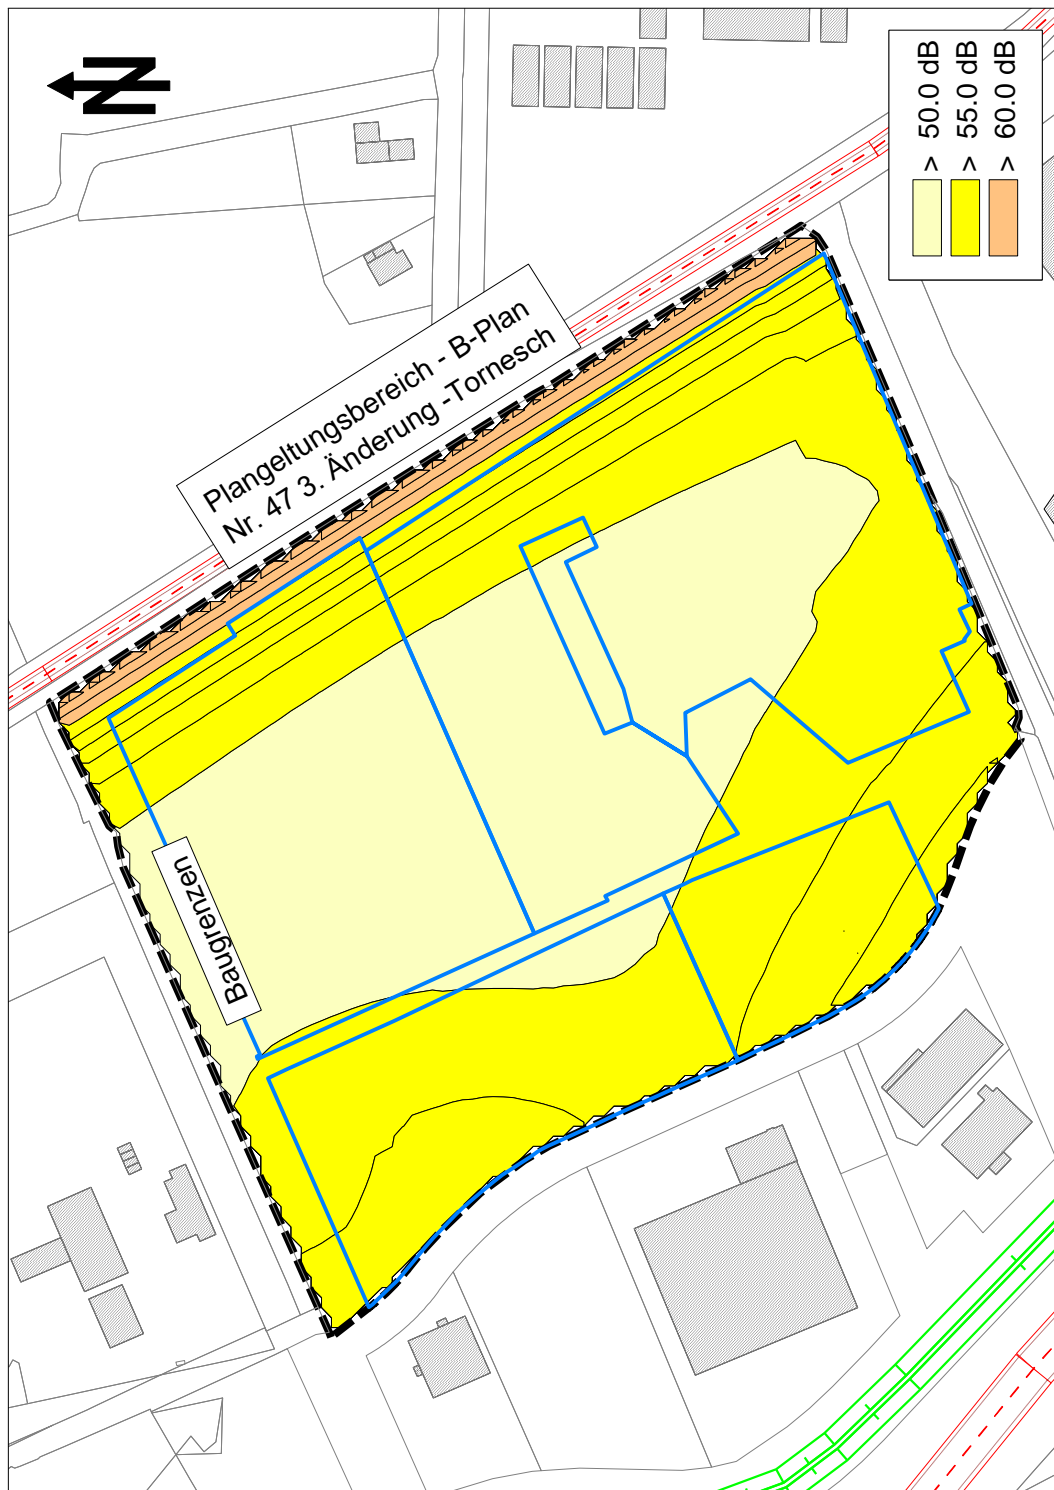 N
Plangeltungsbereich - B-Plan
Nr. 47 3. Änderung -Tornesch
Baugrenzen
> 50.0 dB
> 55.0 dB
> 60.0 dB